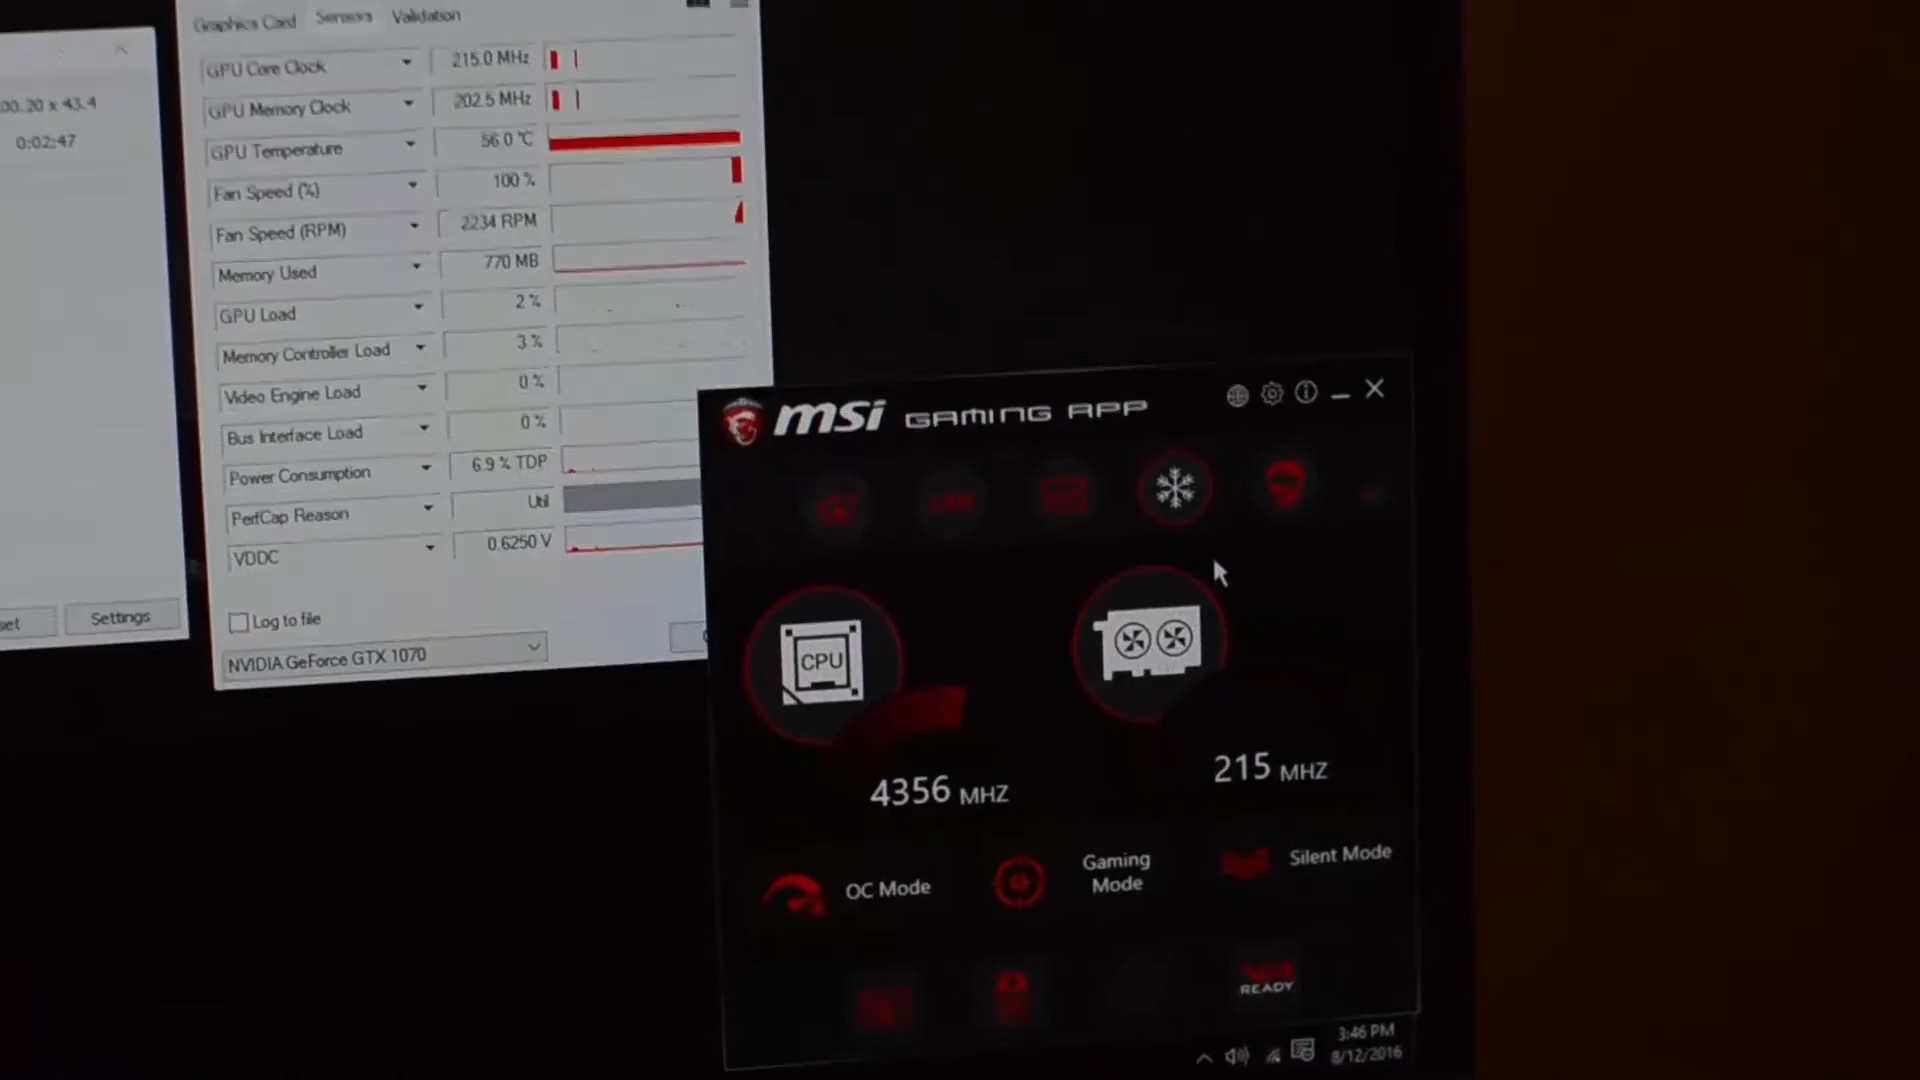 Graphics Card Sensors Validation
00.20 x 43.4
0:02:47
GPU Core Clock 215.0 MHz
GPU Memory Clock 202.5 MHz
GPU Temperature 56.0 °C
Fan Speed (%) 100 %
Fan Speed (RPM) 2234 RPM
Memory Used 770 MB
GPU Load 2 %
Memory Controller Load 3 %
Video Engine Load 0 %
Bus Interface Load 0 %
Power Consumption 6.9 % TDP
PerfCap Reason Util
VDDC 0.6250 V
Settings
Log to file
NVIDIA GeForce GTX 1070
msi GAMING APP
CPU
4356 MHZ
215 MHZ
OC Mode
Gaming
Mode
Silent Mode
VR
READY
3:46 PM
8/12/2016